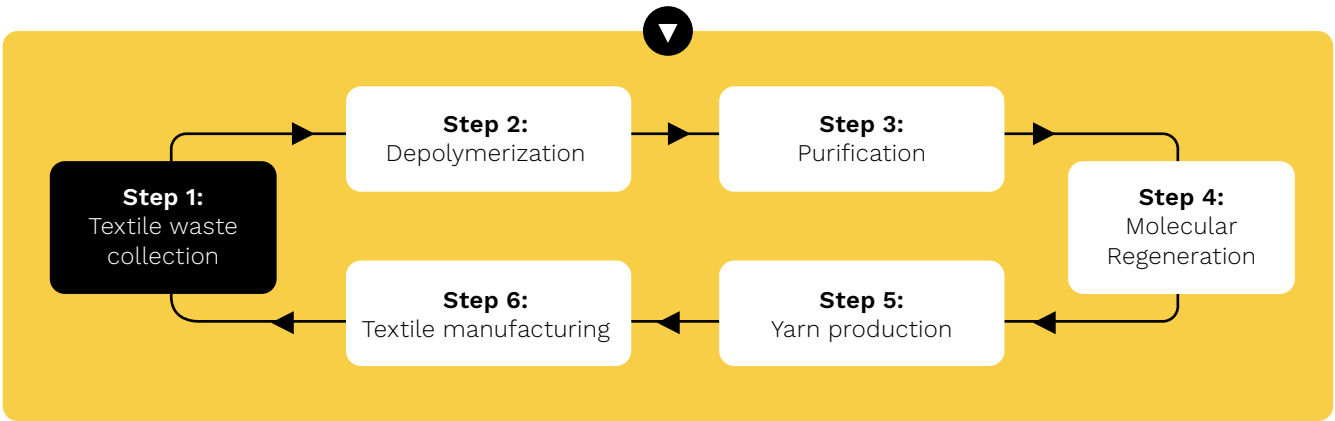 Step 1:
Textile waste
collection
Step 2:
Depolymerization
Step 3:
Purification
Step 4:
Molecular
Regeneration
Step 5:
Yarn production
Step 6:
Textile manufacturing